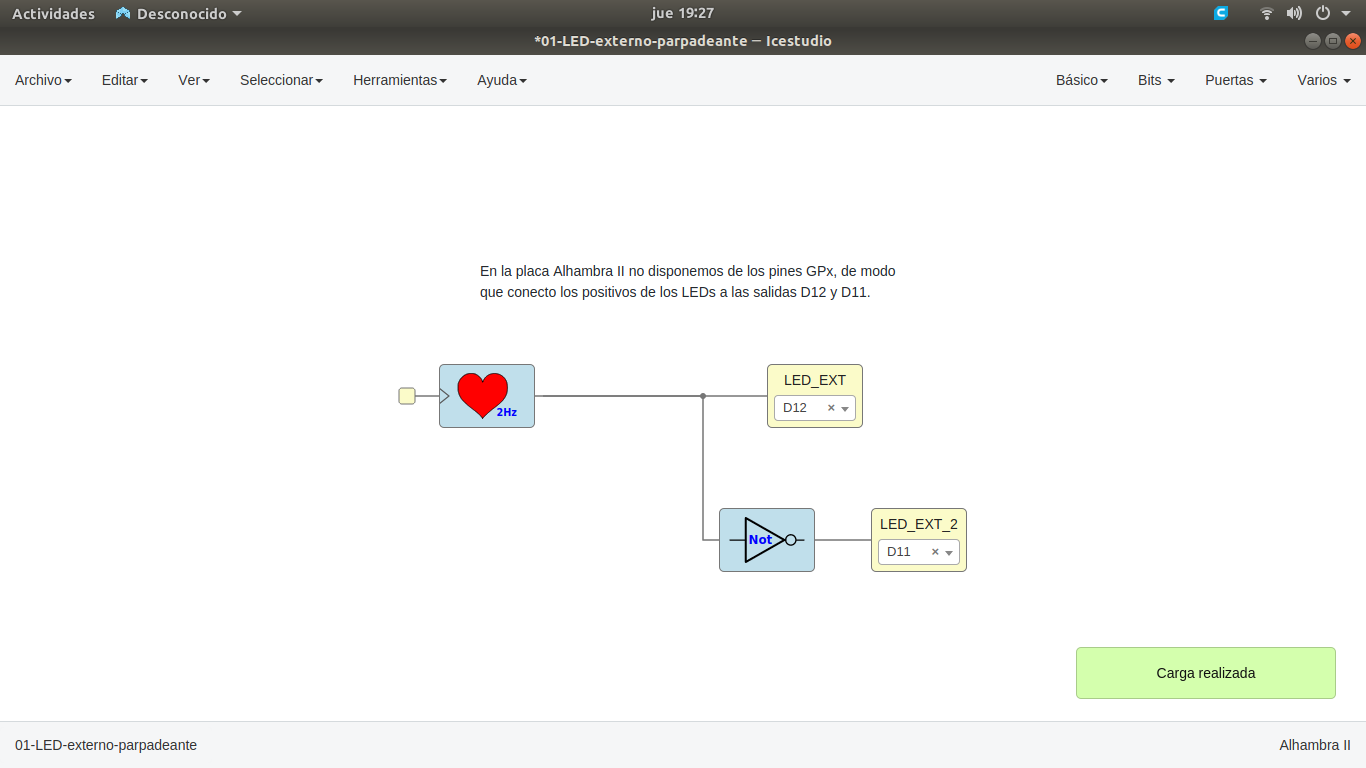 Actividades Desconocido jue 19:27
*01-LED-externo-parpadeante — Icestudio
Archivo Editar Ver Seleccionar Herramientas Ayuda Básico Bits Puertas Varios
En la placa Alhambra II no disponemos de los pines GPx, de modo
que conecto los positivos de los LEDs a las salidas D12 y D11.
LED_EXT
D12 ×
2Hz
LED_EXT_2
Not
D11 ×
Carga realizada
01-LED-externo-parpadeante Alhambra II